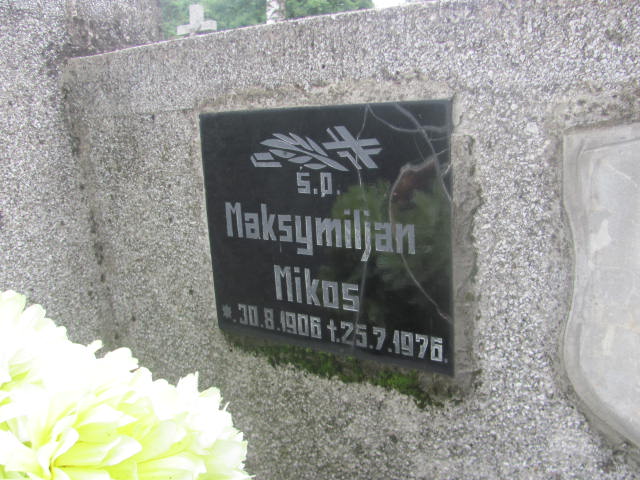 ś.p.
Maksymiljan
Mikos
*. 30.8.1906 †.25.7.1976.